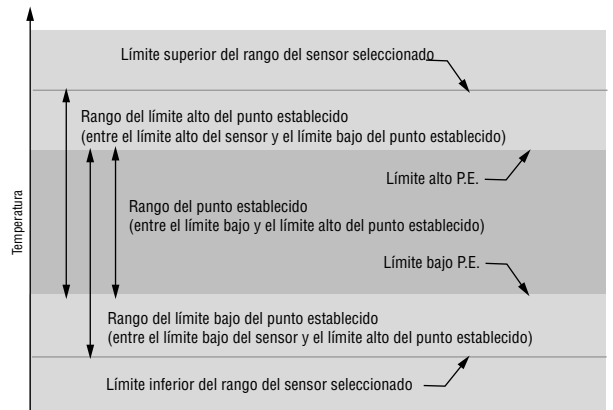 Límite superior del rango del sensor seleccionado
Rango del límite alto del punto establecido
(entre el límite alto del sensor y el límite bajo del punto establecido)
Límite alto P.E.
Rango del punto establecido
(entre el límite bajo y el límite alto del punto establecido)
Temperatura
Límite bajo P.E.
Rango del límite bajo del punto establecido
(entre el límite bajo del sensor y el límite alto del punto establecido)
Límite inferior del rango del sensor seleccionado